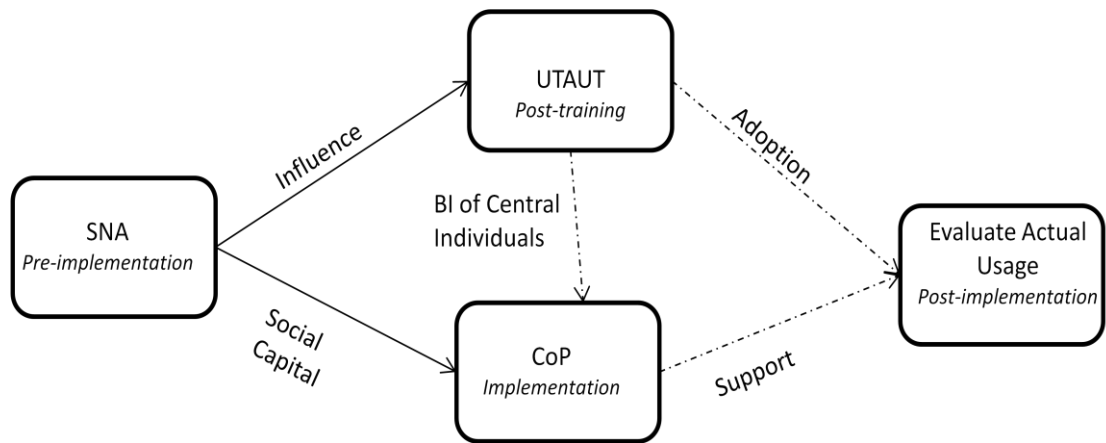 UTAUT
Post-training
Influence
Adoption
BI of Central
Individuals
SNA
Pre-implementation
Evaluate Actual
Usage
Post-implementation
Social
Capital
CoP
Implementation
Support